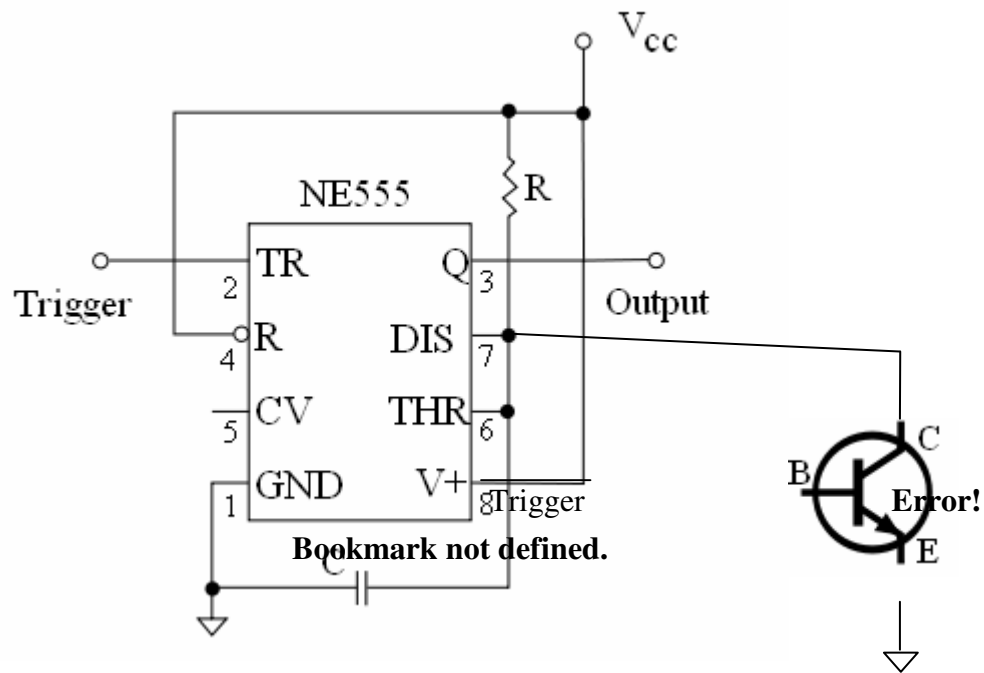 Vcc
R
NE555
TR
Q
2
3
Trigger
Output
R
DIS
4
7
CV
THR
5
6
GND
V+
1
8
Trigger
C
B
Error!
E
Bookmark not defined.
C